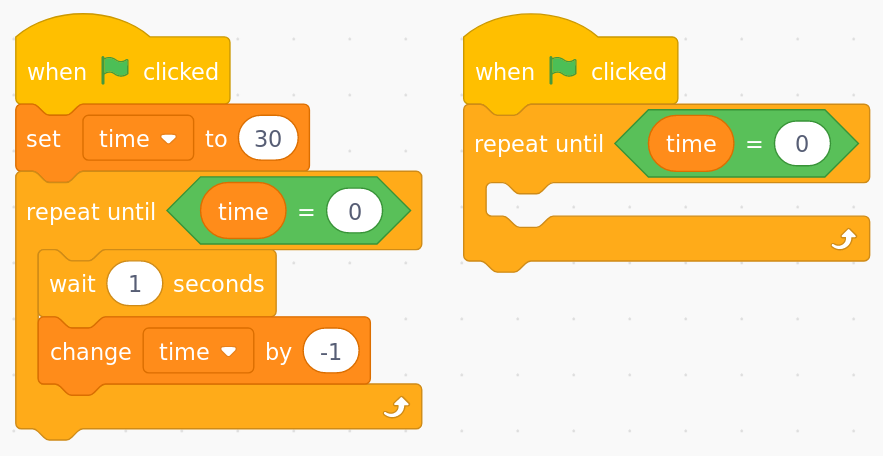 when clicked
set time to 30
repeat until time = 0
wait 1 seconds
change time by -1
when clicked
repeat until time = 0